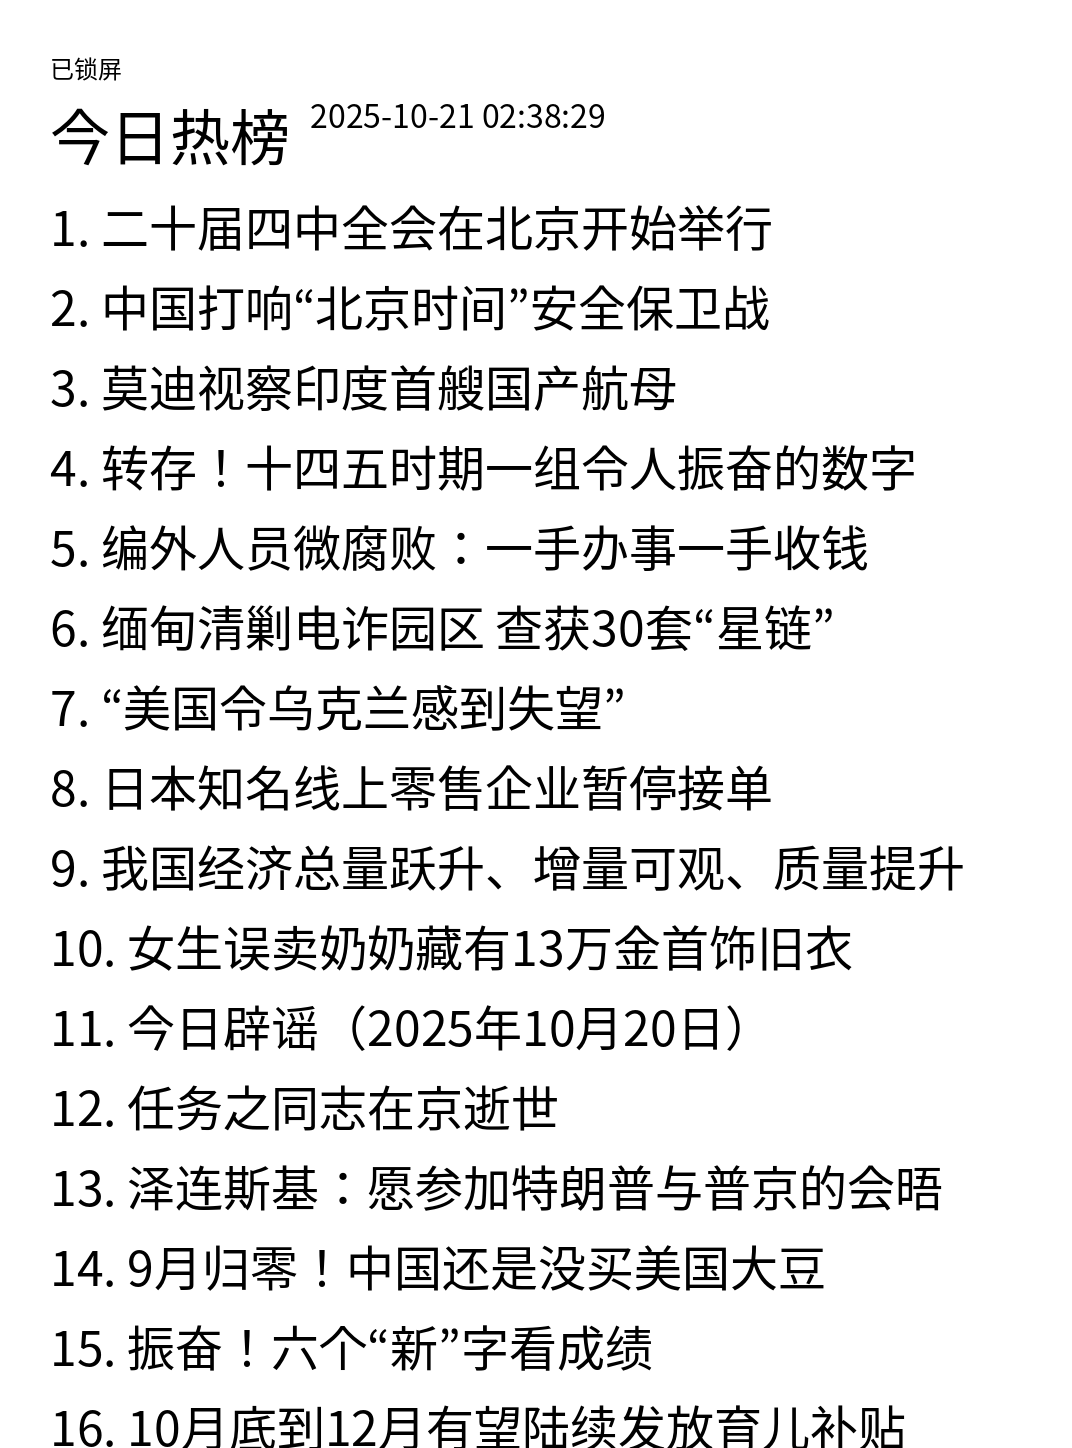 已锁屏
今日热榜 2025-10-21 02:38:29
1. 二十届四中全会在北京开始举行
2. 中国打响“北京时间”安全保卫战
3. 莫迪视察印度首艘国产航母
4. 转存！十四五时期一组令人振奋的数字
5. 编外人员微腐败：一手办事一手收钱
6. 缅甸清剿电诈园区 查获30套“星链”
7. “美国令乌克兰感到失望”
8. 日本知名线上零售企业暂停接单
9. 我国经济总量跃升、增量可观、质量提升
10. 女生误卖奶奶藏有13万金首饰旧衣
11. 今日辟谣（2025年10月20日）
12. 任务之同志在京逝世
13. 泽连斯基：愿参加特朗普与普京的会晤
14. 9月归零！中国还是没买美国大豆
15. 振奋！六个“新”字看成绩
16. 10月底到12月有望陆续发放育儿补贴